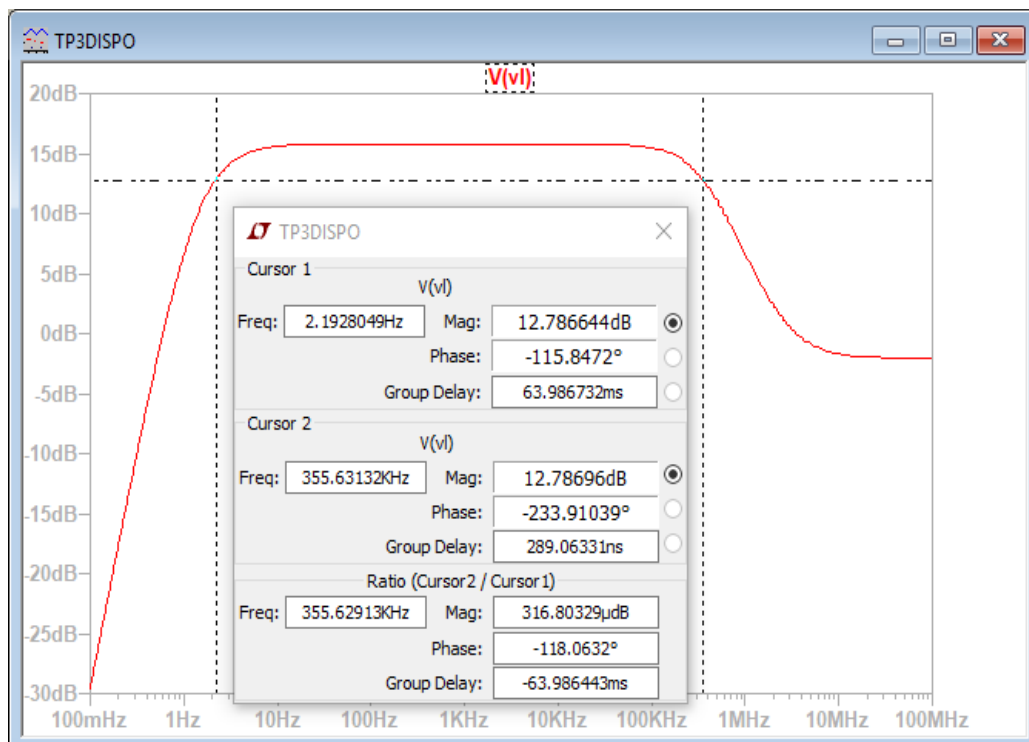 TP3DISPO
V(vl)
20dB
15dB
10dB
5dB
0dB
-5dB
-10dB
-15dB
-20dB
-25dB
-30dB
100mHz 1Hz 10Hz 100Hz 1KHz 10KHz 100KHz 1MHz 10MHz 100MHz
TP3DISPO
Cursor 1
V(vl)
Freq: 2.1928049Hz Mag: 12.786644dB
Phase: -115.8472°
Group Delay: 63.986732ms
Cursor 2
V(vl)
Freq: 355.63132KHz Mag: 12.78696dB
Phase: -233.91039°
Group Delay: 289.06331ns
Ratio (Cursor2 / Cursor1)
Freq: 355.62913KHz Mag: 316.80329µdB
Phase: -118.0632°
Group Delay: -63.986443ms